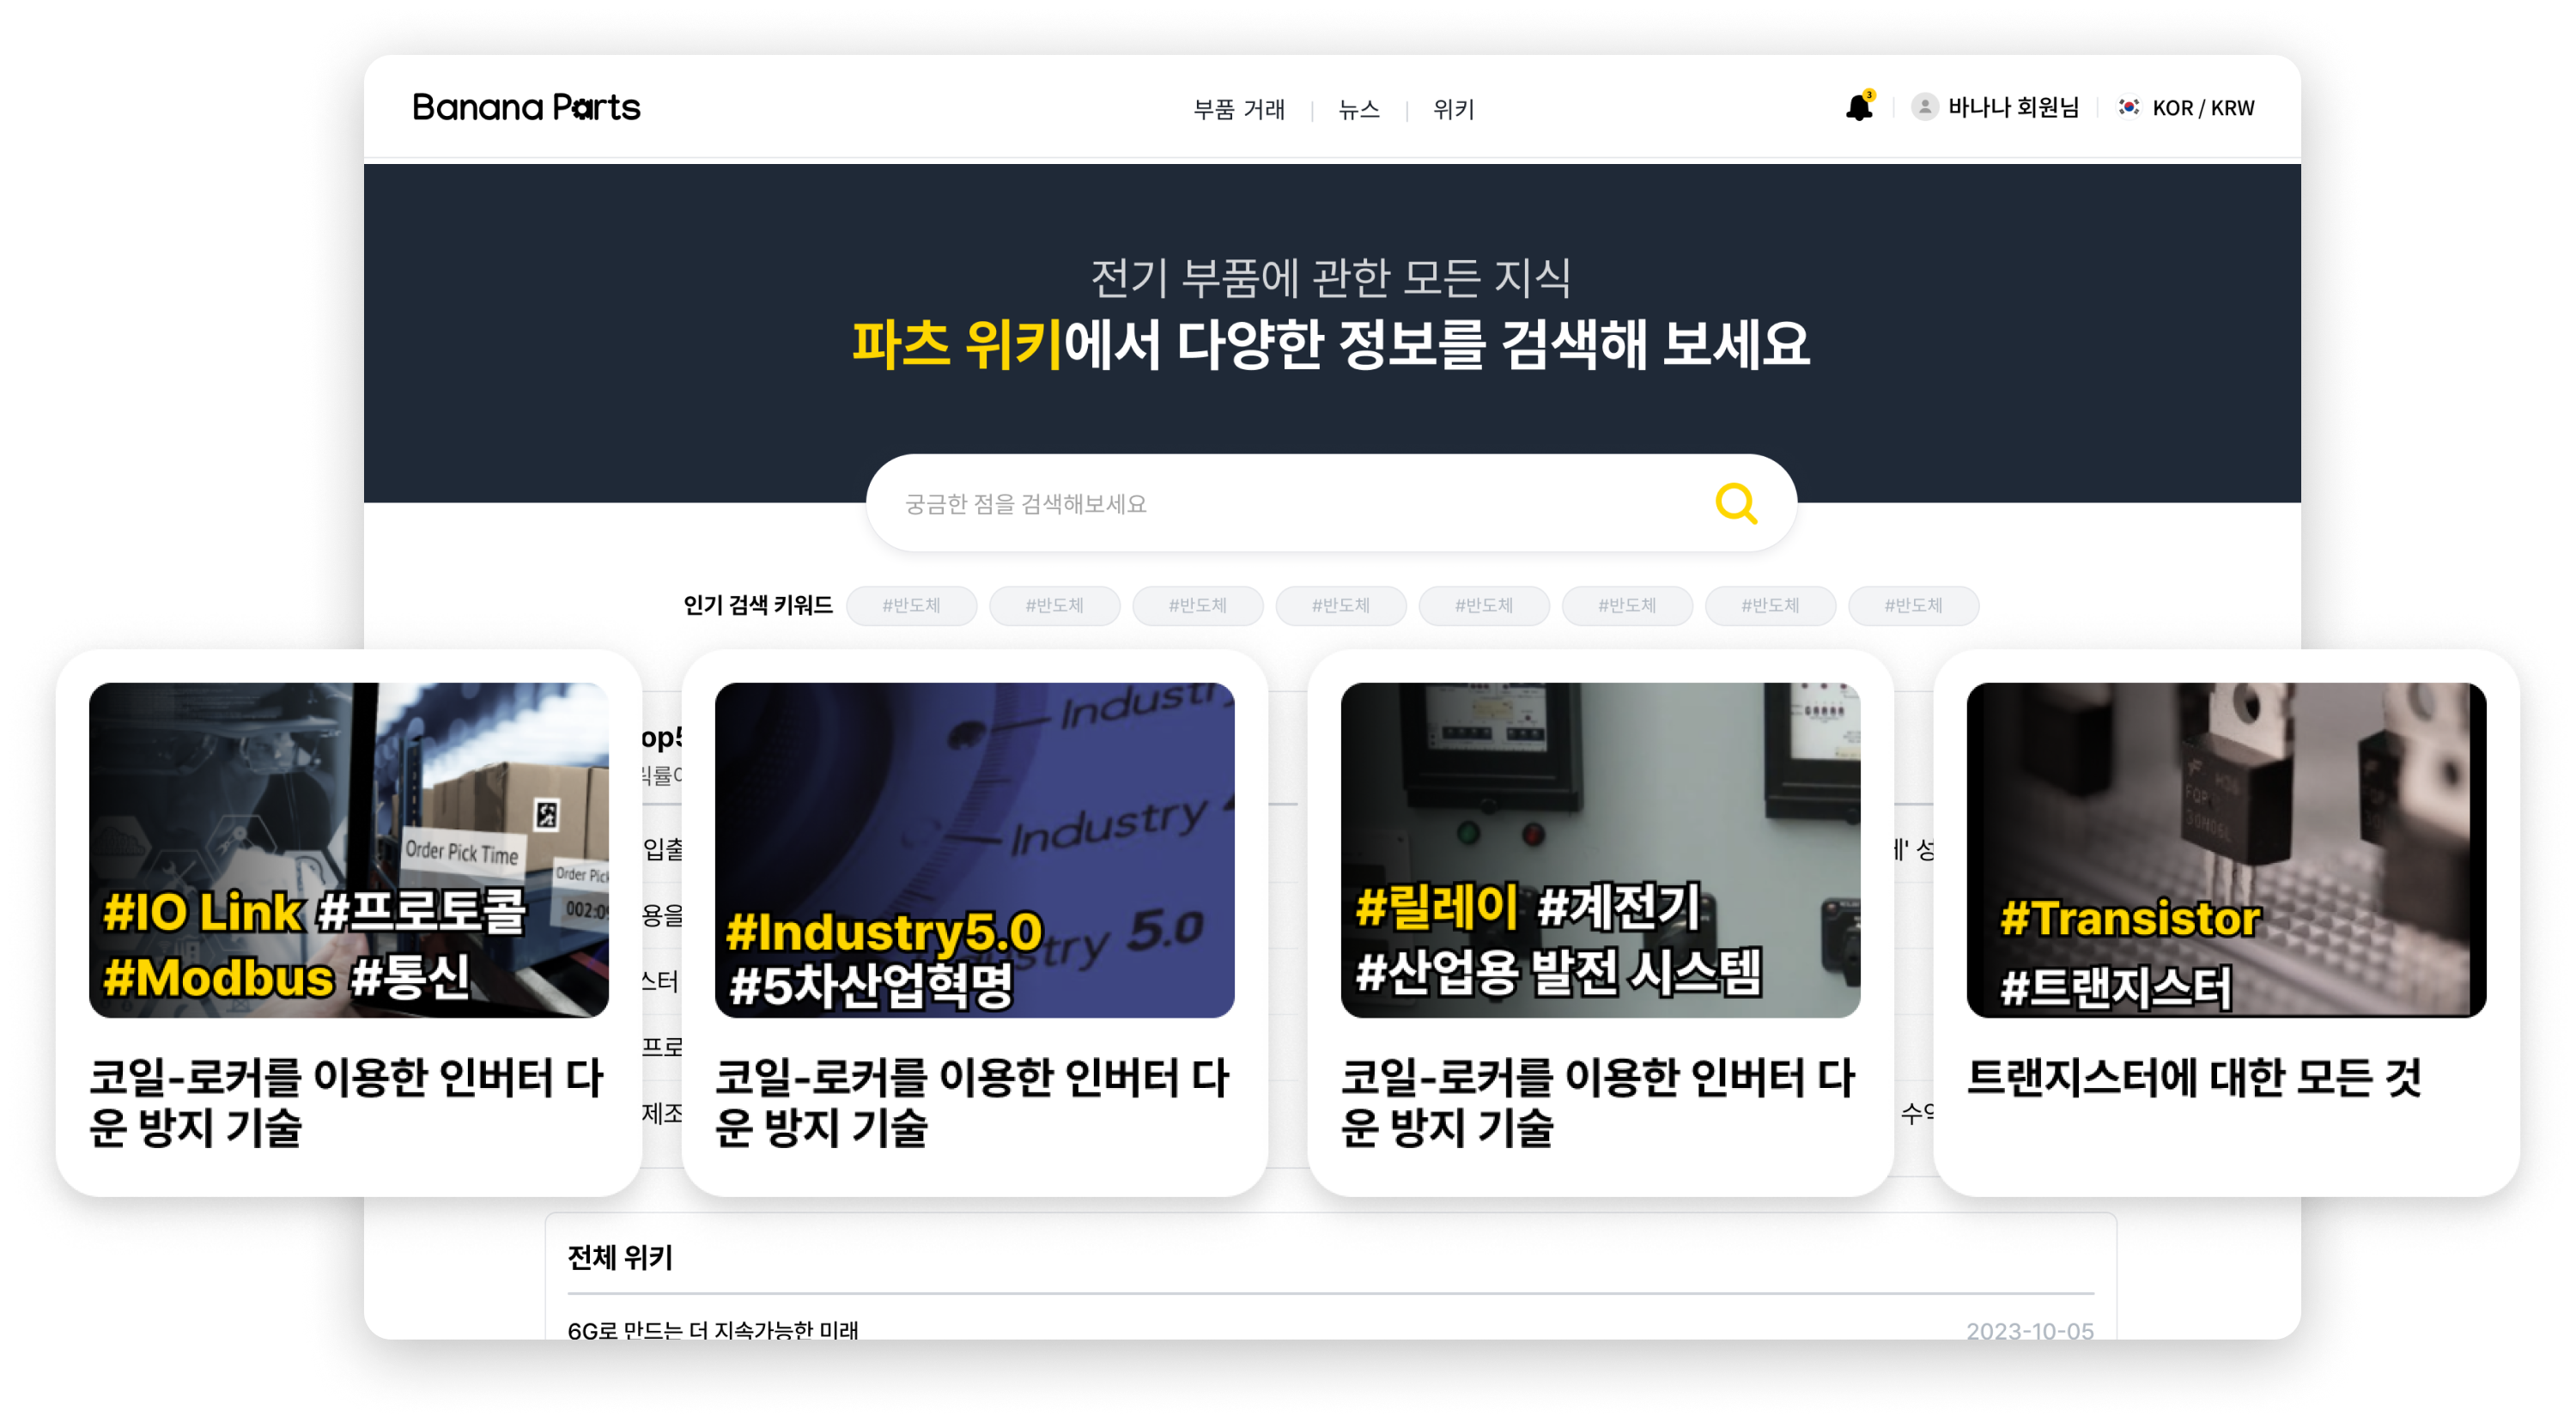 Banana Parts
부품 거래 | 뉴스 | 위키
3
바나나 회원님
KOR / KRW
전기 부품에 관한 모든 지식
파츠 위키에서 다양한 정보를 검색해 보세요
궁금한 점을 검색해보세요
인기 검색 키워드 #반도체 #반도체 #반도체 #반도체 #반도체 #반도체 #반도체 #반도체
Order Pick Time
Order Pick
002:09
#IO Link #프로토콜
#Modbus #통신
코일-로커를 이용한 인버터 다
운 방지 기술
op5
릭률이
입출
용을
스터
프로
제조
Industry
Industry 4
stry 5.0
#Industry5.0
#5차산업혁명
코일-로커를 이용한 인버터 다
운 방지 기술
#릴레이 #계전기
#산업용 발전 시스템
코일-로커를 이용한 인버터 다
운 방지 기술
성
수익
FQP
30N06L
#Transistor
#트랜지스터
트랜지스터에 대한 모든 것
전체 위키
6G로 만드는 더 지속가능한 미래 2023-10-05